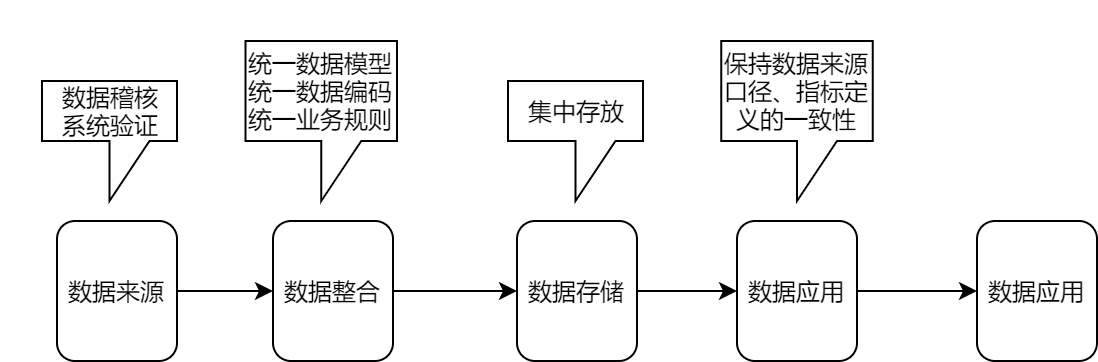 数据稽核
系统验证
统一数据模型
统一数据编码
统一业务规则
集中存放
保持数据来源
口径、指标定
义的一致性
数据来源
数据整合
数据存储
数据应用
数据应用